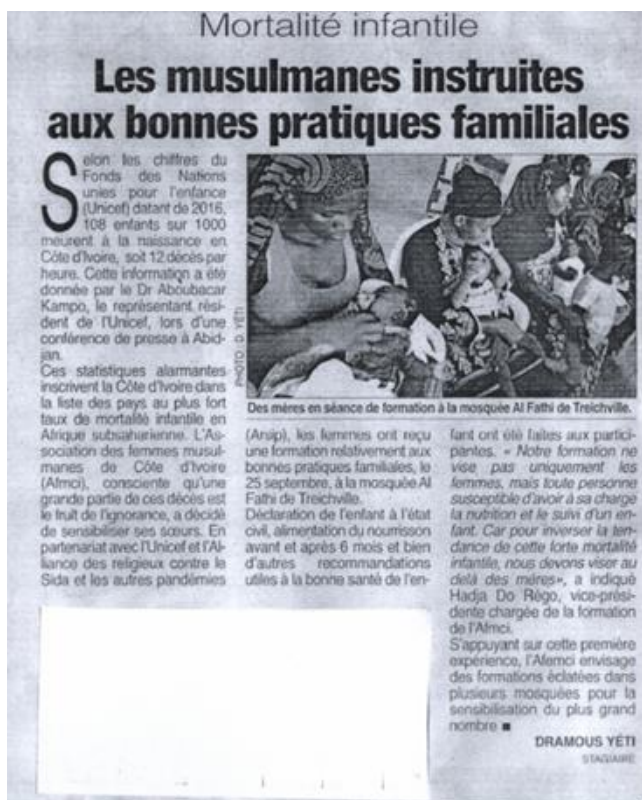 Mortalité infantile
Les musulmanes instruites
aux bonnes pratiques familiales
Selon les chiffres du
Fonds des Nations
unies pour l'enfance
(Unicef) datant de 2016,
108 enfants sur 1000
meurent à la naissance en
Côte d'Ivoire, soit 12 décès par
heure. Cette information a été
donnée par le Dr Aboubacar
Kampo, le représentant rési-
dent de l'Unicef, lors d'une
conférence de presse à Abid-
jan.
Ces statistiques alarmantes
inscrivent la Côte d'Ivoire dans
la liste des pays au plus fort
taux de mortalité infantile en
Afrique subsaharienne. L'As-
sociation des femmes musul-
manes de Côte d'Ivoire
(Afmci), consciente qu'une
grande partie de ces décès est
le fruit de l'ignorance, a décidé
de sensibiliser ses sœurs. En
partenariat avec l'Unicef et l'Al-
liance des religieux contre le
Sida et les autres pandémies
PHOTO : D. YÉTI
Des mères en séance de formation à la mosquée Al Fathi de Treichville.
(Arsip), les femmes ont reçu
une formation relativement aux
bonnes pratiques familiales, le
25 septembre, à la mosquée Al
Fathi de Treichville.
Déclaration de l'enfant à l'état
civil, alimentation du nourrisson
avant et après 6 mois et bien
d'autres recommandations
utiles à la bonne santé de l'en-
fant ont été faites aux partici-
pantes. « Notre formation ne
vise pas uniquement les
femmes, mais toute personne
susceptible d'avoir à sa charge
la nutrition et le suivi d'un en-
fant. Car pour inverser la ten-
dance de cette forte mortalité
infantile, nous devons viser au
delà des mères», a indiqué
Hadja Do Régo, vice-prési-
dente chargée de la formation
de l'Afmci.
S'appuyant sur cette première
expérience, l'Afemci envisage
des formations éclatées dans
plusieurs mosquées pour la
sensibilisation du plus grand
nombre ■
DRAMOUS YÉTI
STAGIAIRE